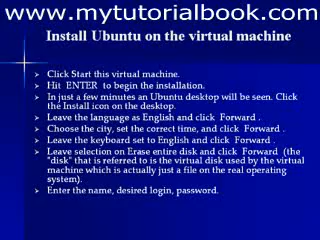 www.mytutorialbook.com
Install Ubuntu on the virtual machine
Click Start this virtual machine.
Hit ENTER to begin the installation.
In just a few minutes an Ubuntu desktop will be seen. Click
the Install icon on the desktop.
Leave the language as English and click Forward .
Choose the city, set the correct time, and click Forward .
Leave the keyboard set to English and click Forward .
Leave selection on Erase entire disk and click Forward (the
"disk" that is referred to is the virtual disk used by the virtual
machine which is actually just a file on the real operating
system).
Enter the name, desired login, password.